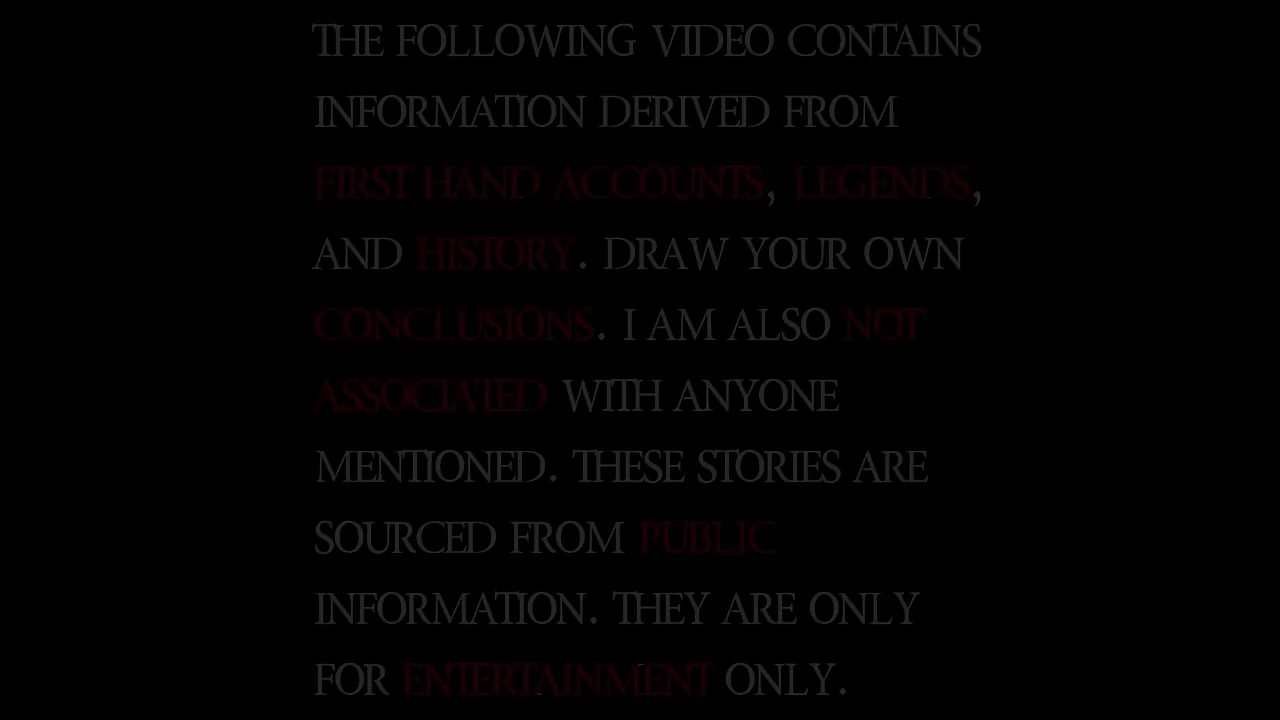 THE FOLLOWING VIDEO CONTAINS
INFORMATION DERIVED FROM
FIRST HAND ACCOUNTS, LEGENDS,
AND HISTORY. DRAW YOUR OWN
CONCLUSIONS. I AM ALSO NOT
ASSOCIATED WITH ANYONE
MENTIONED. THESE STORIES ARE
SOURCED FROM PUBLIC
INFORMATION. THEY ARE ONLY
FOR ENTERTAINMENT ONLY.